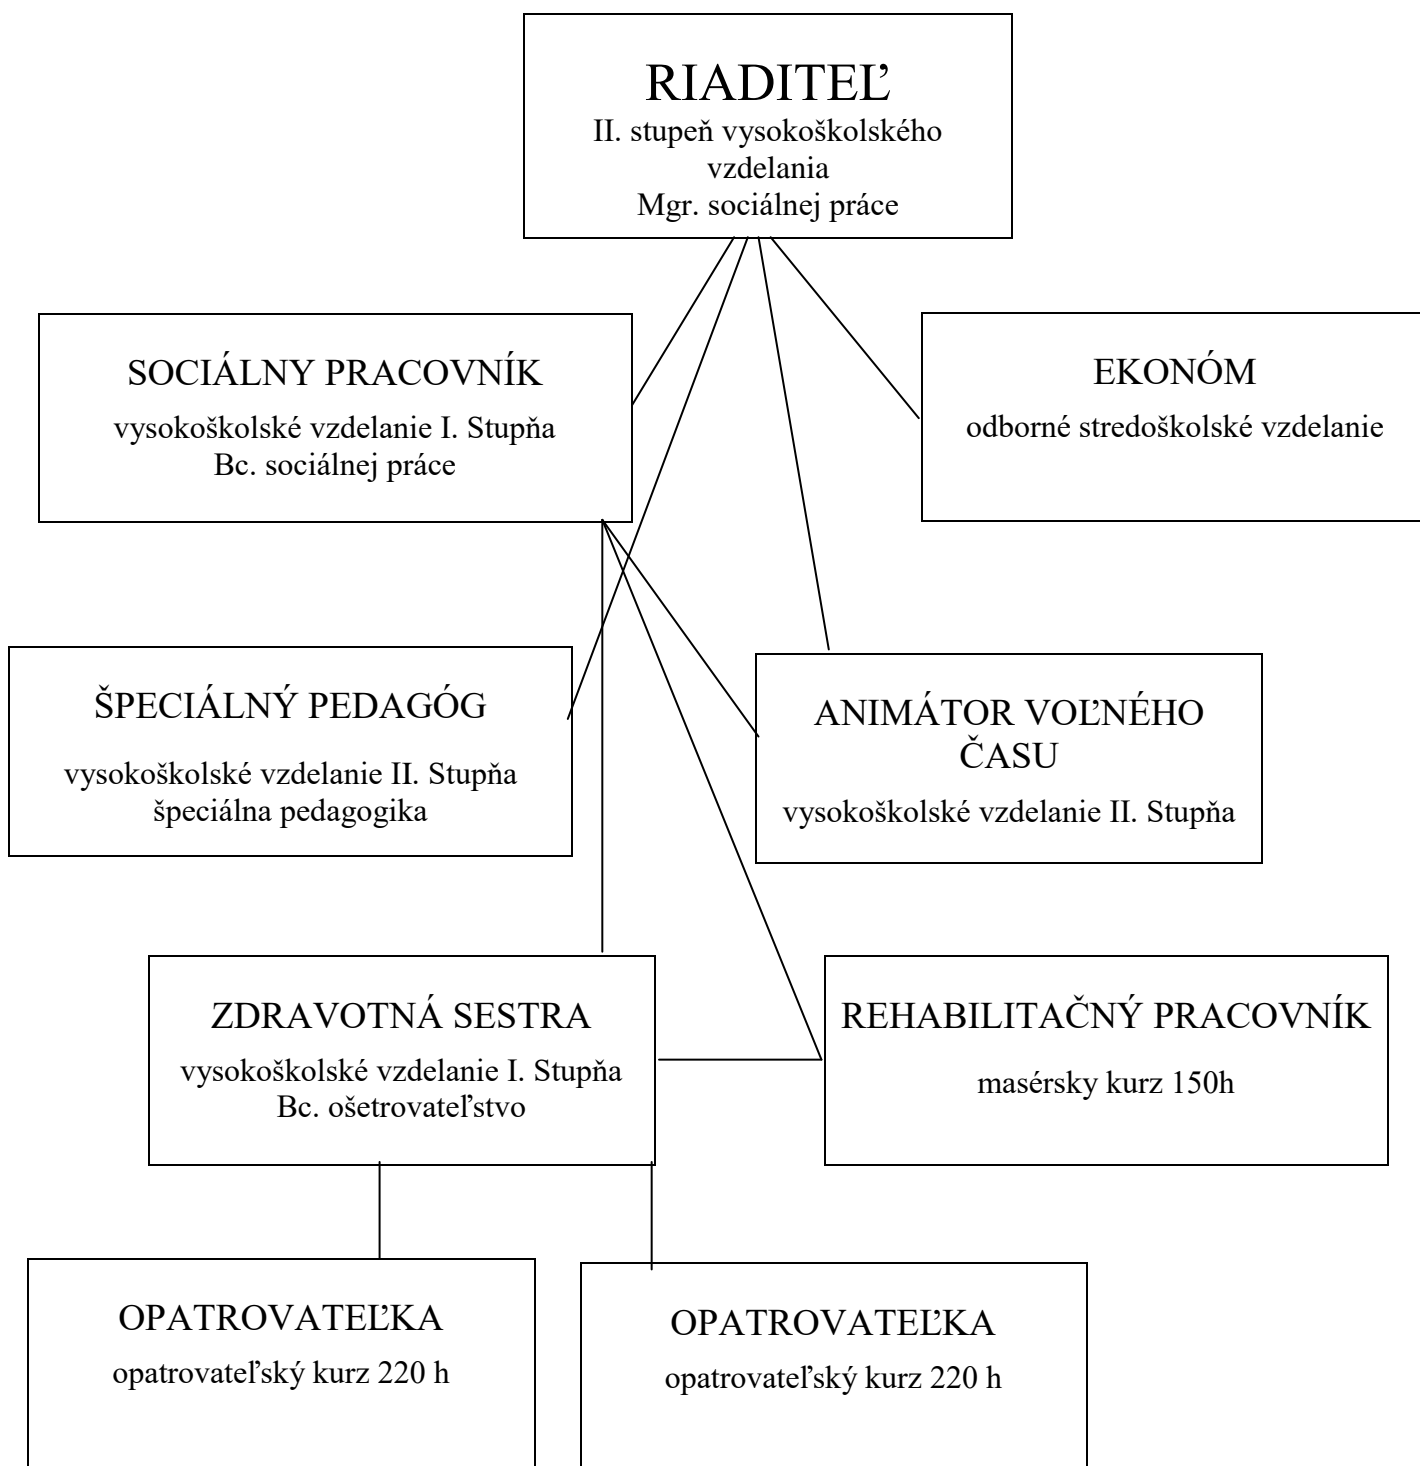 RIADITEĽ
II. stupeň vysokoškolského
vzdelania
Mgr. sociálnej práce
SOCIÁLNY PRACOVNÍK
vysokoškolské vzdelanie I. Stupňa
Bc. sociálnej práce
EKONÓM
odborné stredoškolské vzdelanie
ŠPECIÁLNÝ PEDAGÓG
vysokoškolské vzdelanie II. Stupňa
špeciálna pedagogika
ANIMÁTOR VOĽNÉHO
ČASU
vysokoškolské vzdelanie II. Stupňa
ZDRAVOTNÁ SESTRA
vysokoškolské vzdelanie I. Stupňa
Bc. ošetrovateľstvo
REHABILITAČNÝ PRACOVNÍK
masérsky kurz 150h
OPATROVATEĽKA
opatrovateľský kurz 220 h
OPATROVATEĽKA
opatrovateľský kurz 220 h